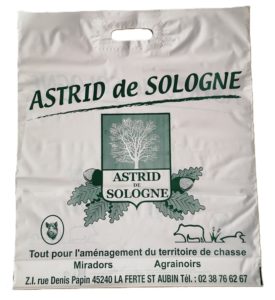 ASTRID de SOLOGNE
ASTRID
DE
SOLOGNE
Tout pour l'aménagement du territoire de chasse
Miradors Agrainoirs
Z.I. rue Denis Papin 45240 LA FERTE ST AUBIN Tél. : 02 38 76 62 67